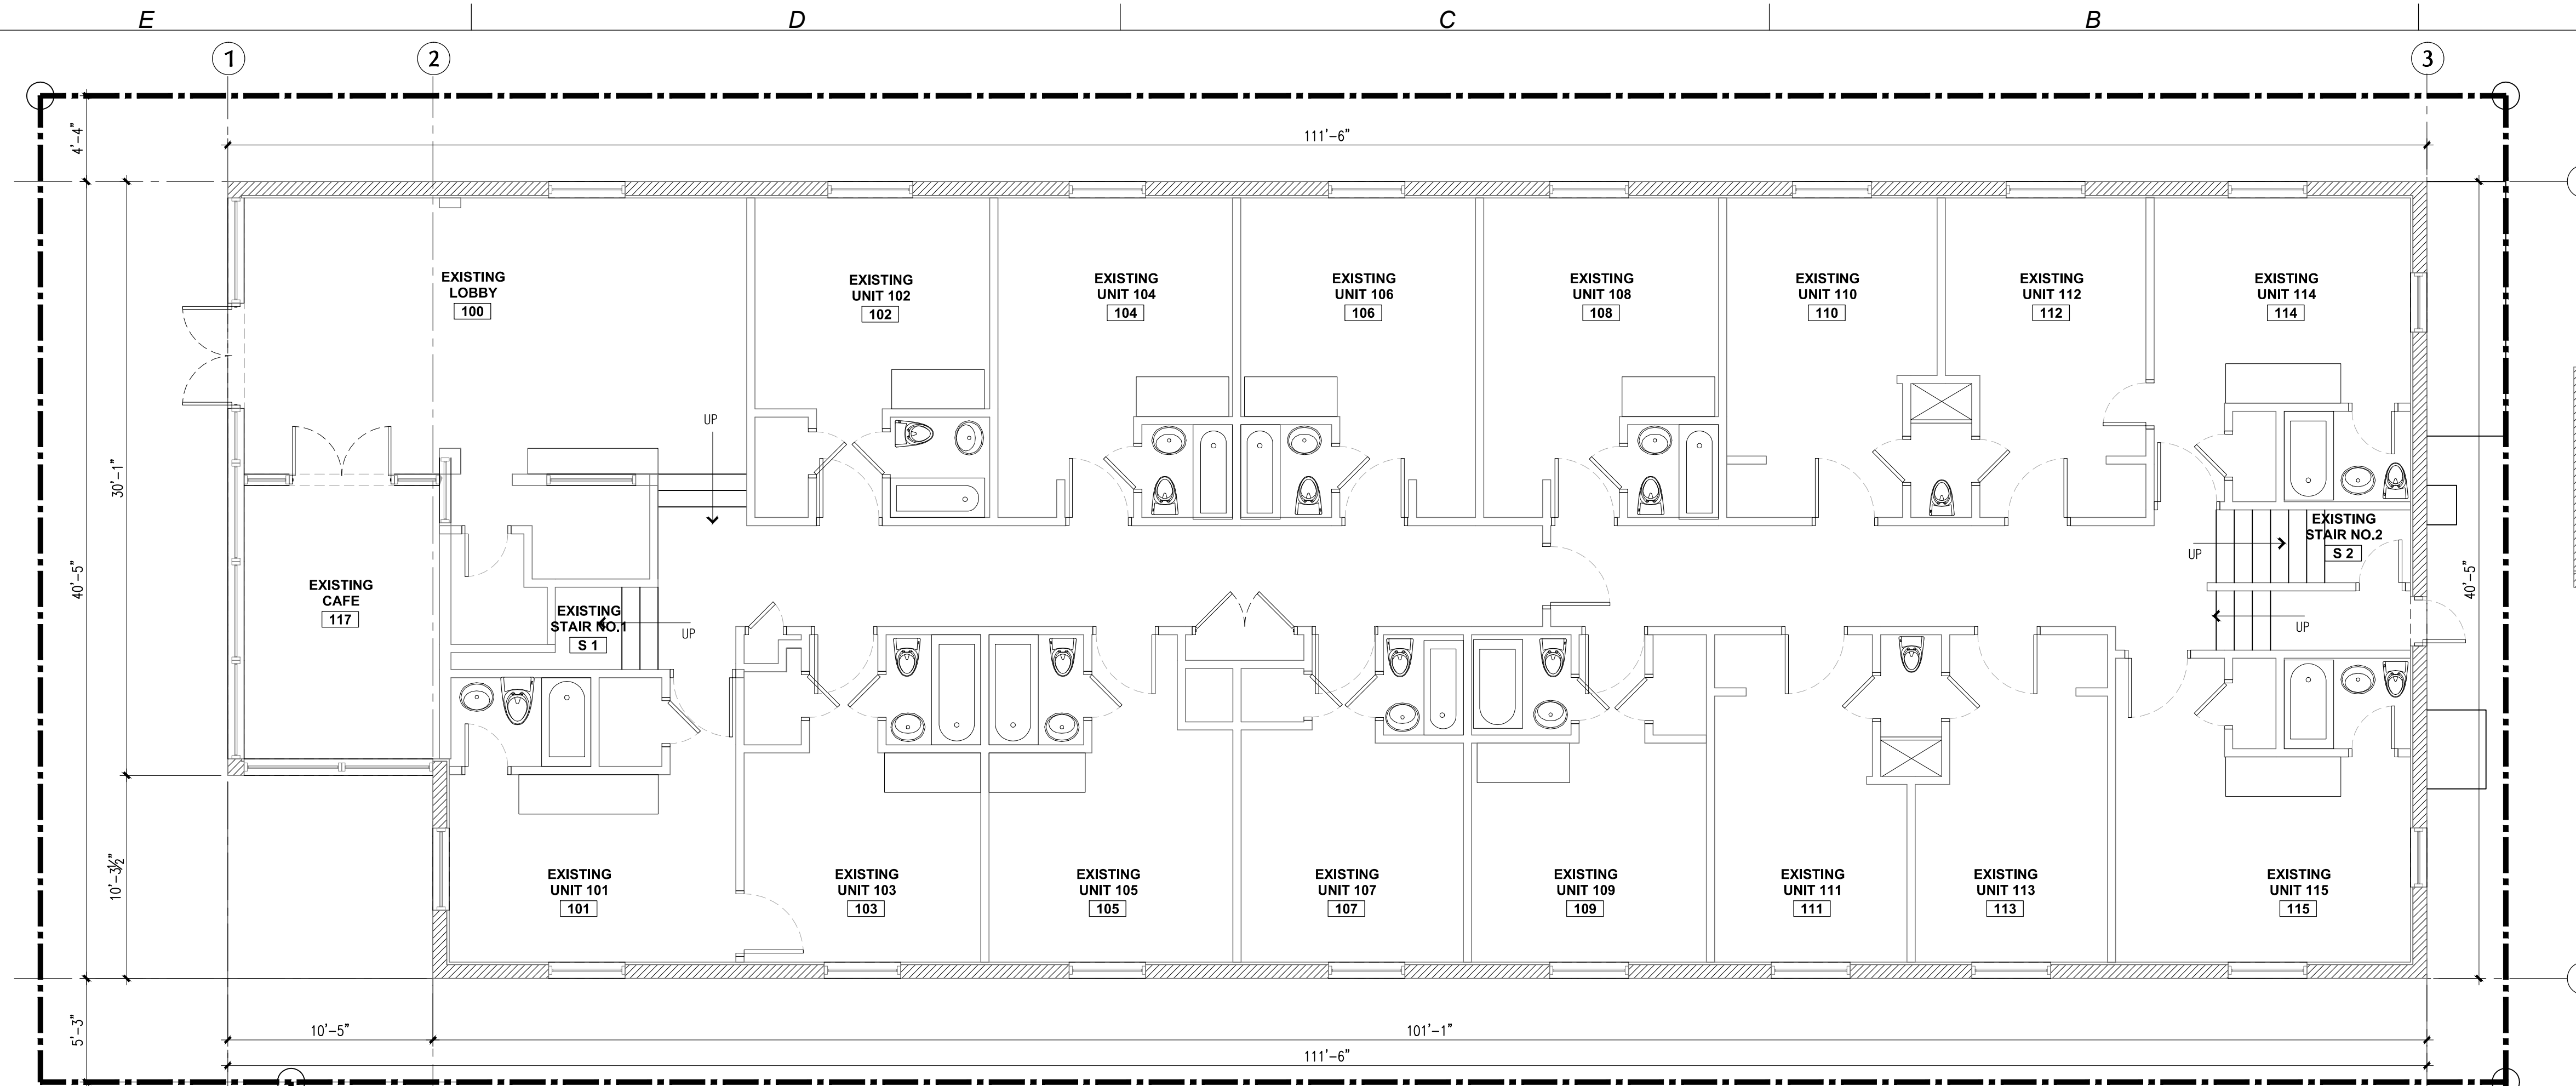 E D C B
1 2 3
4'-4"
111'-6"
EXISTING
LOBBY
100
EXISTING
UNIT 102
102
EXISTING
UNIT 104
104
EXISTING
UNIT 106
106
EXISTING
UNIT 108
108
EXISTING
UNIT 110
110
EXISTING
UNIT 112
112
EXISTING
UNIT 114
114
UP
30'-1"
40'-5"
EXISTING
CAFE
117
EXISTING
STAIR NO.1
S 1
UP
EXISTING
STAIR NO.2
S 2
UP
UP
40'-5"
10'-3½"
EXISTING
UNIT 101
101
EXISTING
UNIT 103
103
EXISTING
UNIT 105
105
EXISTING
UNIT 107
107
EXISTING
UNIT 109
109
EXISTING
UNIT 111
111
EXISTING
UNIT 113
113
EXISTING
UNIT 115
115
5'-3"
10'-5"
101'-1"
111'-6"